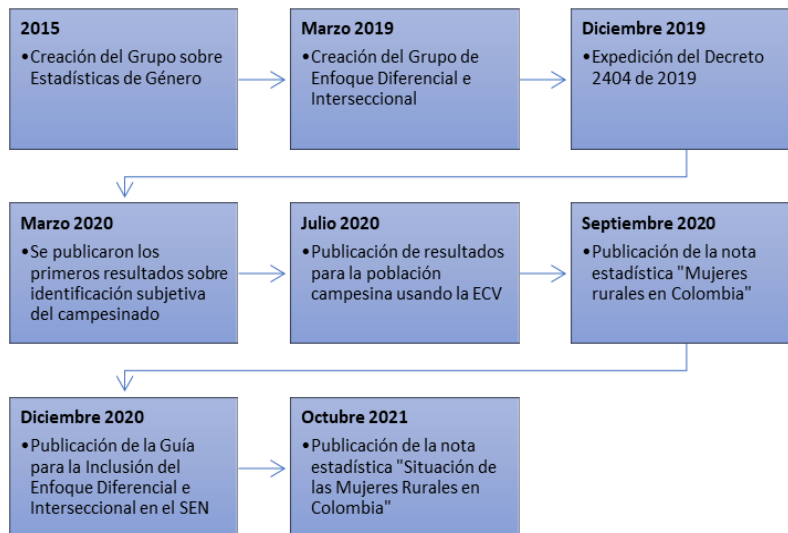 2015
•Creación del Grupo sobre
Estadísticas de Género
Marzo 2019
•Creación del Grupo de
Enfoque Diferencial e
Interseccional
Diciembre 2019
•Expedición del Decreto
2404 de 2019
Marzo 2020
•Se publicaron los
primeros resultados sobre
identificación subjetiva
del campesinado
Julio 2020
•Publicación de resultados
para la población
campesina usando la ECV
Septiembre 2020
•Publicación de la nota
estadística "Mujeres
rurales en Colombia"
Diciembre 2020
•Publicación de la Guía
para la Inclusión del
Enfoque Diferencial e
Interseccional en el SEN
Octubre 2021
•Publicación de la nota
estadística "Situación de
las Mujeres Rurales en
Colombia"